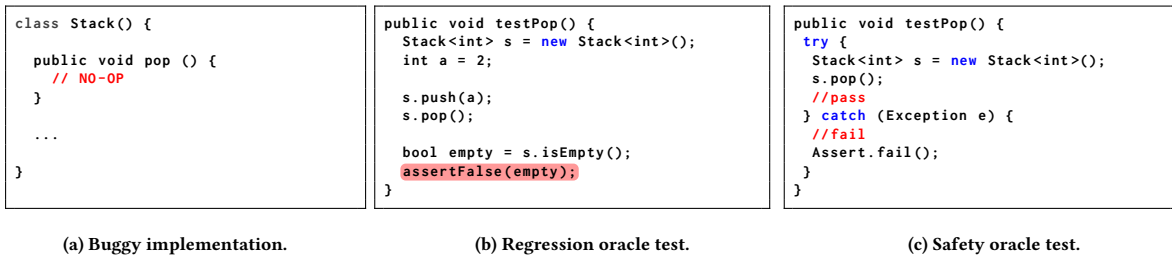 class Stack() {
public void pop () {
// NO-OP
}
...
}
public void testPop() {
Stack<int> s = new Stack<int>();
int a = 2;
s.push(a);
s.pop();
bool empty = s.isEmpty();
assertFalse(empty);
}
public void testPop() {
try {
Stack<int> s = new Stack<int>();
s.pop();
//pass
} catch (Exception e) {
//fail
Assert.fail();
}
}
(a) Buggy implementation.
(b) Regression oracle test.
(c) Safety oracle test.